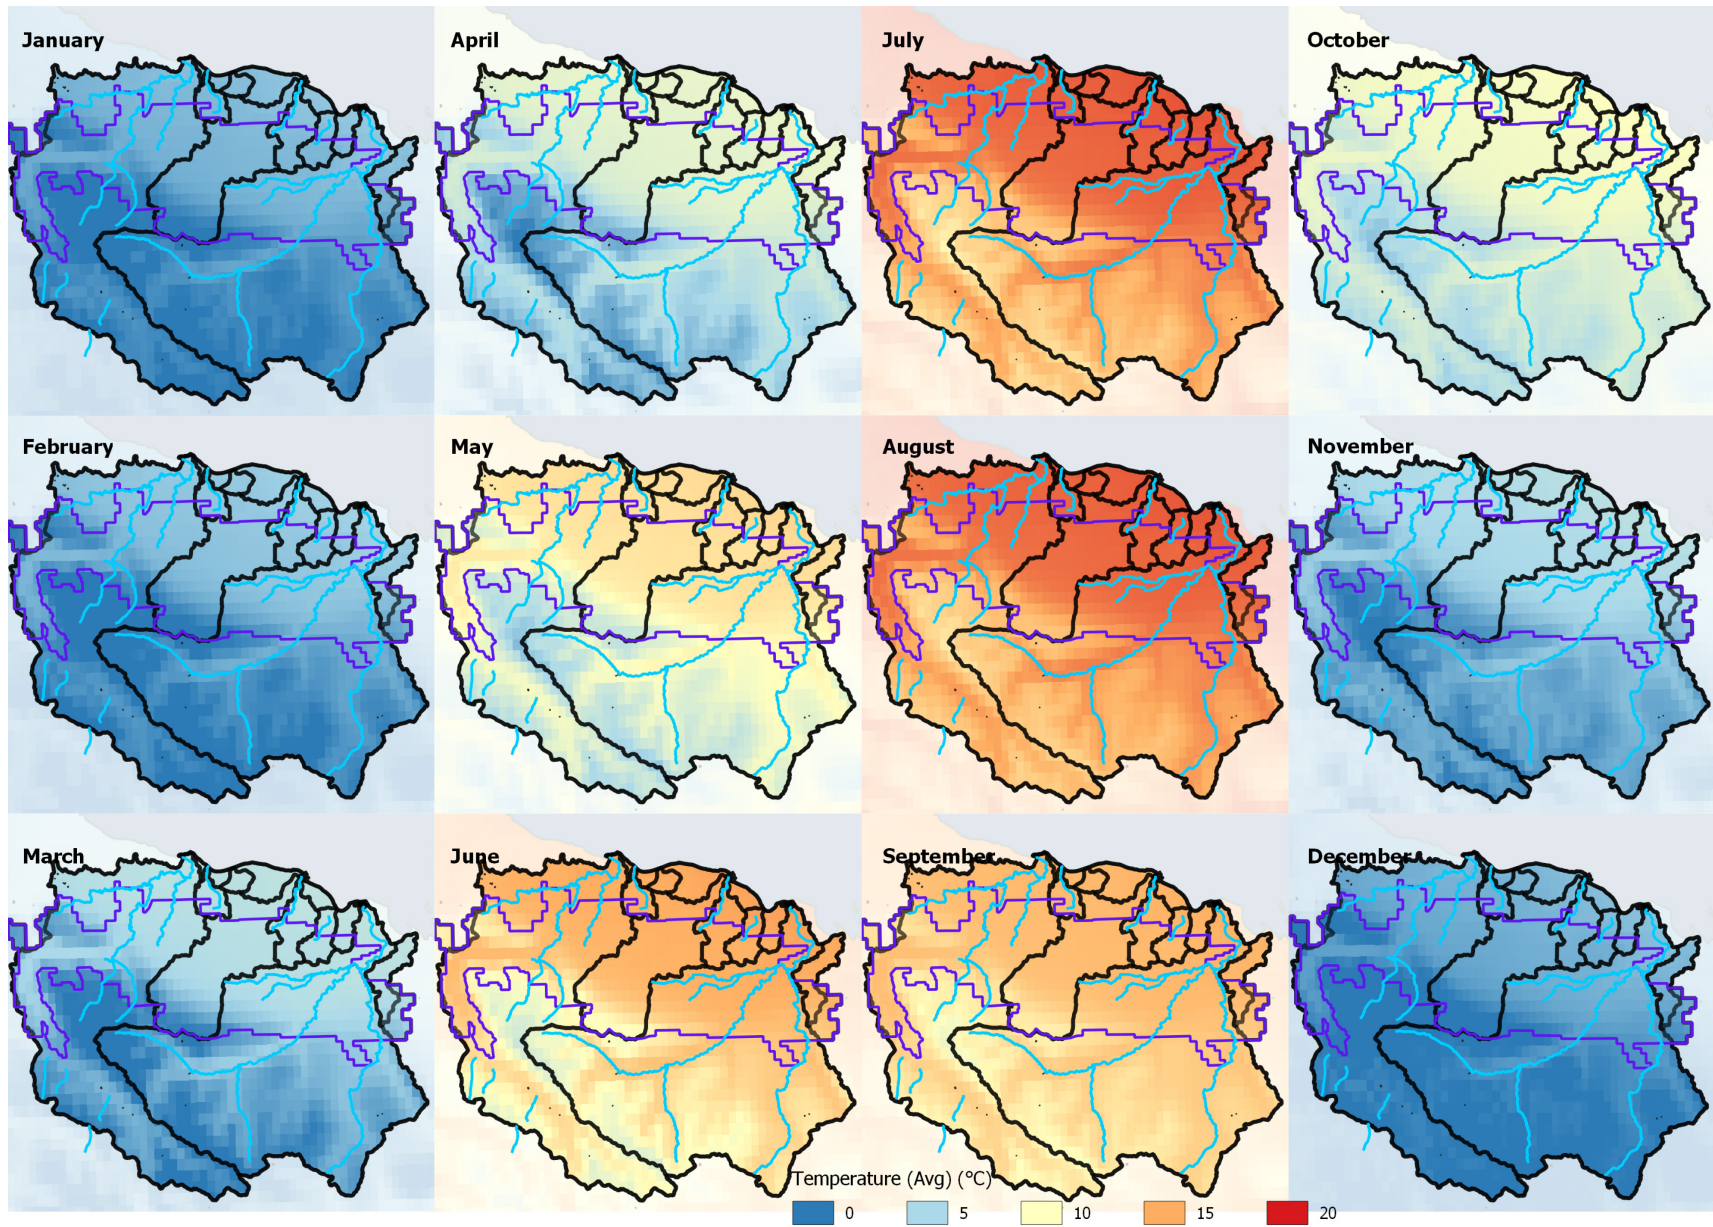 January
April
July
October
February
May
August
November
March
June
September
December
Temperature (Avg) (°C)
0
5
10
15
20